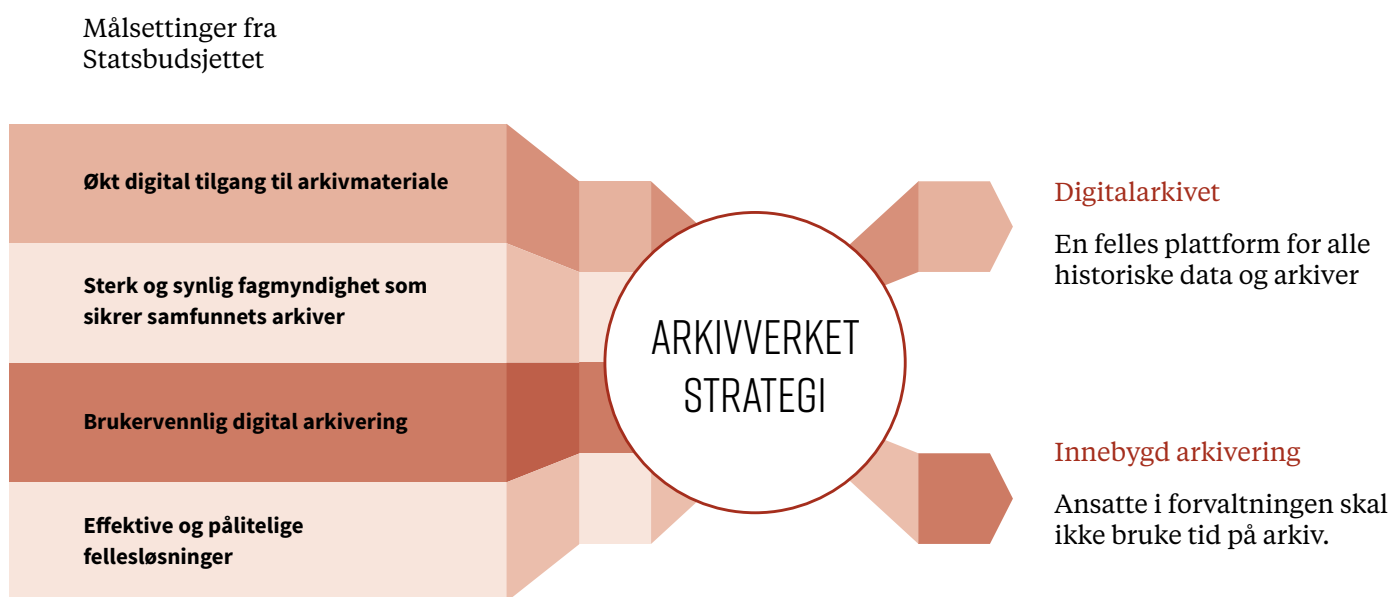 Målsettinger fra
Statsbudsjettet
Økt digital tilgang til arkivmateriale
Sterk og synlig fagmyndighet som
sikrer samfunnets arkiver
Brukervennlig digital arkivering
Effektive og pålitelige
fellesløsninger
ARKIVVERKET
STRATEGI
Digitalarkivet
En felles plattform for alle
historiske data og arkiver
Innebygd arkivering
Ansatte i forvaltningen skal
ikke bruke tid på arkiv.